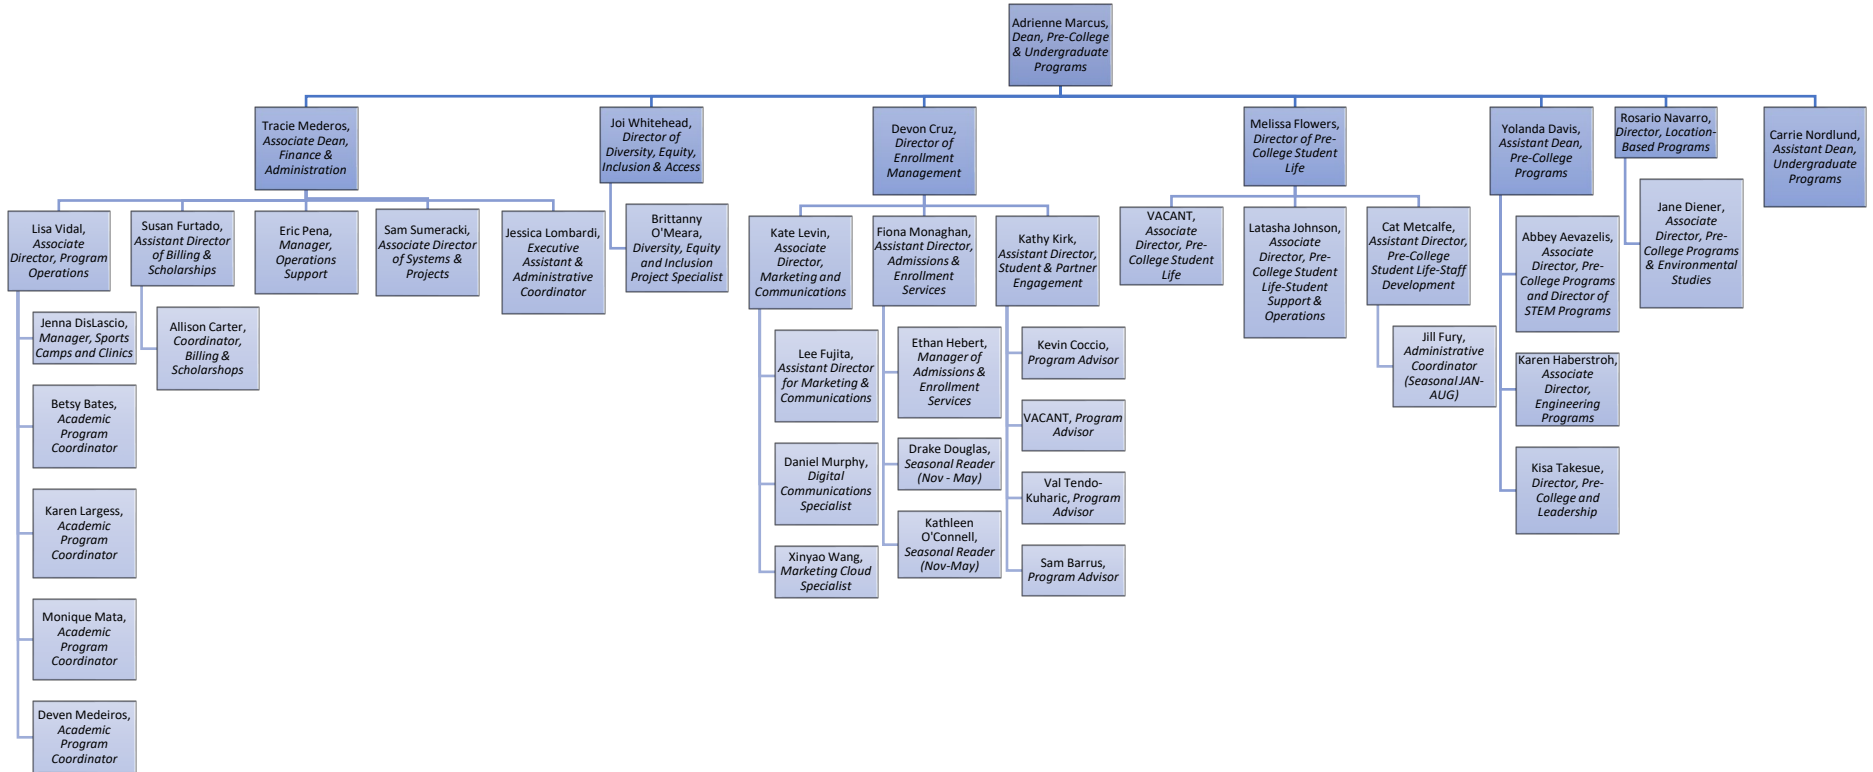 Adrienne Marcus,
Dean, Pre-College
& Undergraduate
Programs
Tracie Mederos,
Associate Dean,
Finance &
Administration
Joi Whitehead,
Director of
Diversity, Equity,
Inclusion & Access
Devon Cruz,
Director of
Enrollment
Management
Melissa Flowers,
Director of Pre-
College Student
Life
Yolanda Davis,
Assistant Dean,
Pre-College
Programs
Rosario Navarro,
Director, Location-
Based Programs
Carrie Nordlund,
Assistant Dean,
Undergraduate
Programs
Lisa Vidal,
Associate
Director, Program
Operations
Susan Furtado,
Assistant Director
of Billing &
Scholarships
Eric Pena,
Manager,
Operations
Support
Sam Sumeracki,
Associate Director
of Systems &
Projects
Jessica Lombardi,
Executive
Assistant &
Administrative
Coordinator
Brittanny
O'Meara,
Diversity, Equity
and Inclusion
Project Specialist
Kate Levin,
Associate
Director,
Marketing and
Communications
Fiona Monaghan,
Assistant Director,
Admissions &
Enrollment
Services
Kathy Kirk,
Assistant Director,
Student & Partner
Engagement
VACANT,
Associate
Director, Pre-
College Student
Life
Latasha Johnson,
Associate
Director, Pre-
College Student
Life-Student
Support &
Operations
Cat Metcalfe,
Assistant Director,
Pre-College
Student Life-Staff
Development
Abbey Aevazelis,
Associate
Director, Pre-
College Programs
and Director of
STEM Programs
Jane Diener,
Associate
Director, Pre-
College Programs
& Environmental
Studies
Jenna DisLascio,
Manager, Sports
Camps and Clinics
Betsy Bates,
Academic
Program
Coordinator
Karen Largess,
Academic
Program
Coordinator
Monique Mata,
Academic
Program
Coordinator
Deven Medeiros,
Academic
Program
Coordinator
Allison Carter,
Coordinator,
Billing &
Scholarshops
Lee Fujita,
Assistant Director
for Marketing &
Communications
Daniel Murphy,
Digital
Communications
Specialist
Xinyao Wang,
Marketing Cloud
Specialist
Ethan Hebert,
Manager of
Admissions &
Enrollment
Services
Drake Douglas,
Seasonal Reader
(Nov - May)
Kathleen
O'Connell,
Seasonal Reader
(Nov-May)
Kevin Coccio,
Program Advisor
VACANT, Program
Advisor
Val Tendo-
Kuharic, Program
Advisor
Sam Barrus,
Program Advisor
Jill Fury,
Administrative
Coordinator
(Seasonal JAN-
AUG)
Karen Haberstroh,
Associate
Director,
Engineering
Programs
Kisa Takesue,
Director, Pre-
College and
Leadership